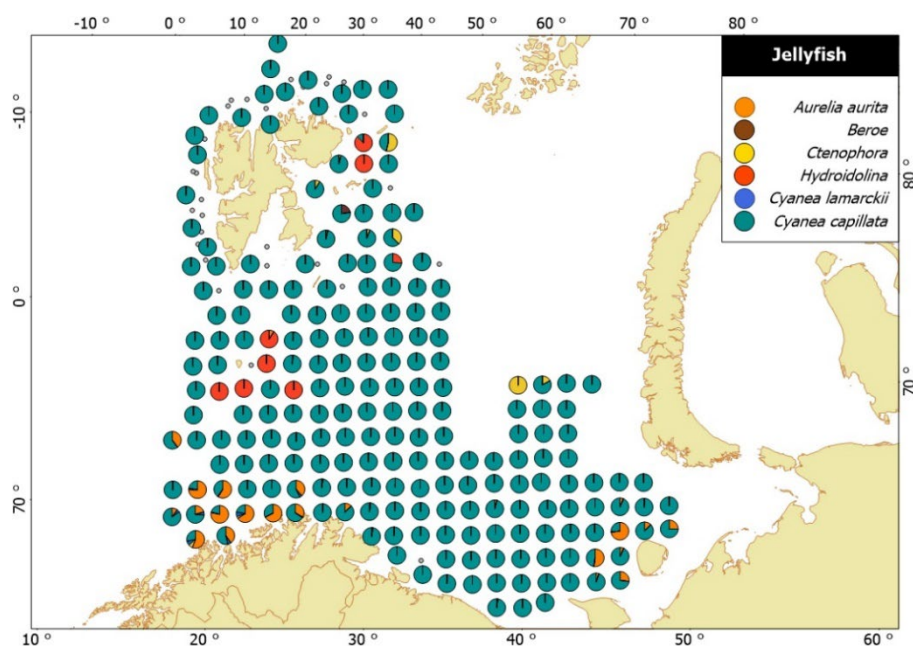 -10 º 0 º 10 º 20 º 30 º 40 º 50 º 60 º 70 º 80 º
Jellyfish
Aurelia aurita
Beroe
Ctenophora
Hydroidolina
Cyanea lamarckii
Cyanea capillata
-10 º
0 º
70 º
80 º
70 º
10 º 20 º 30 º 40 º 50 º 60 º